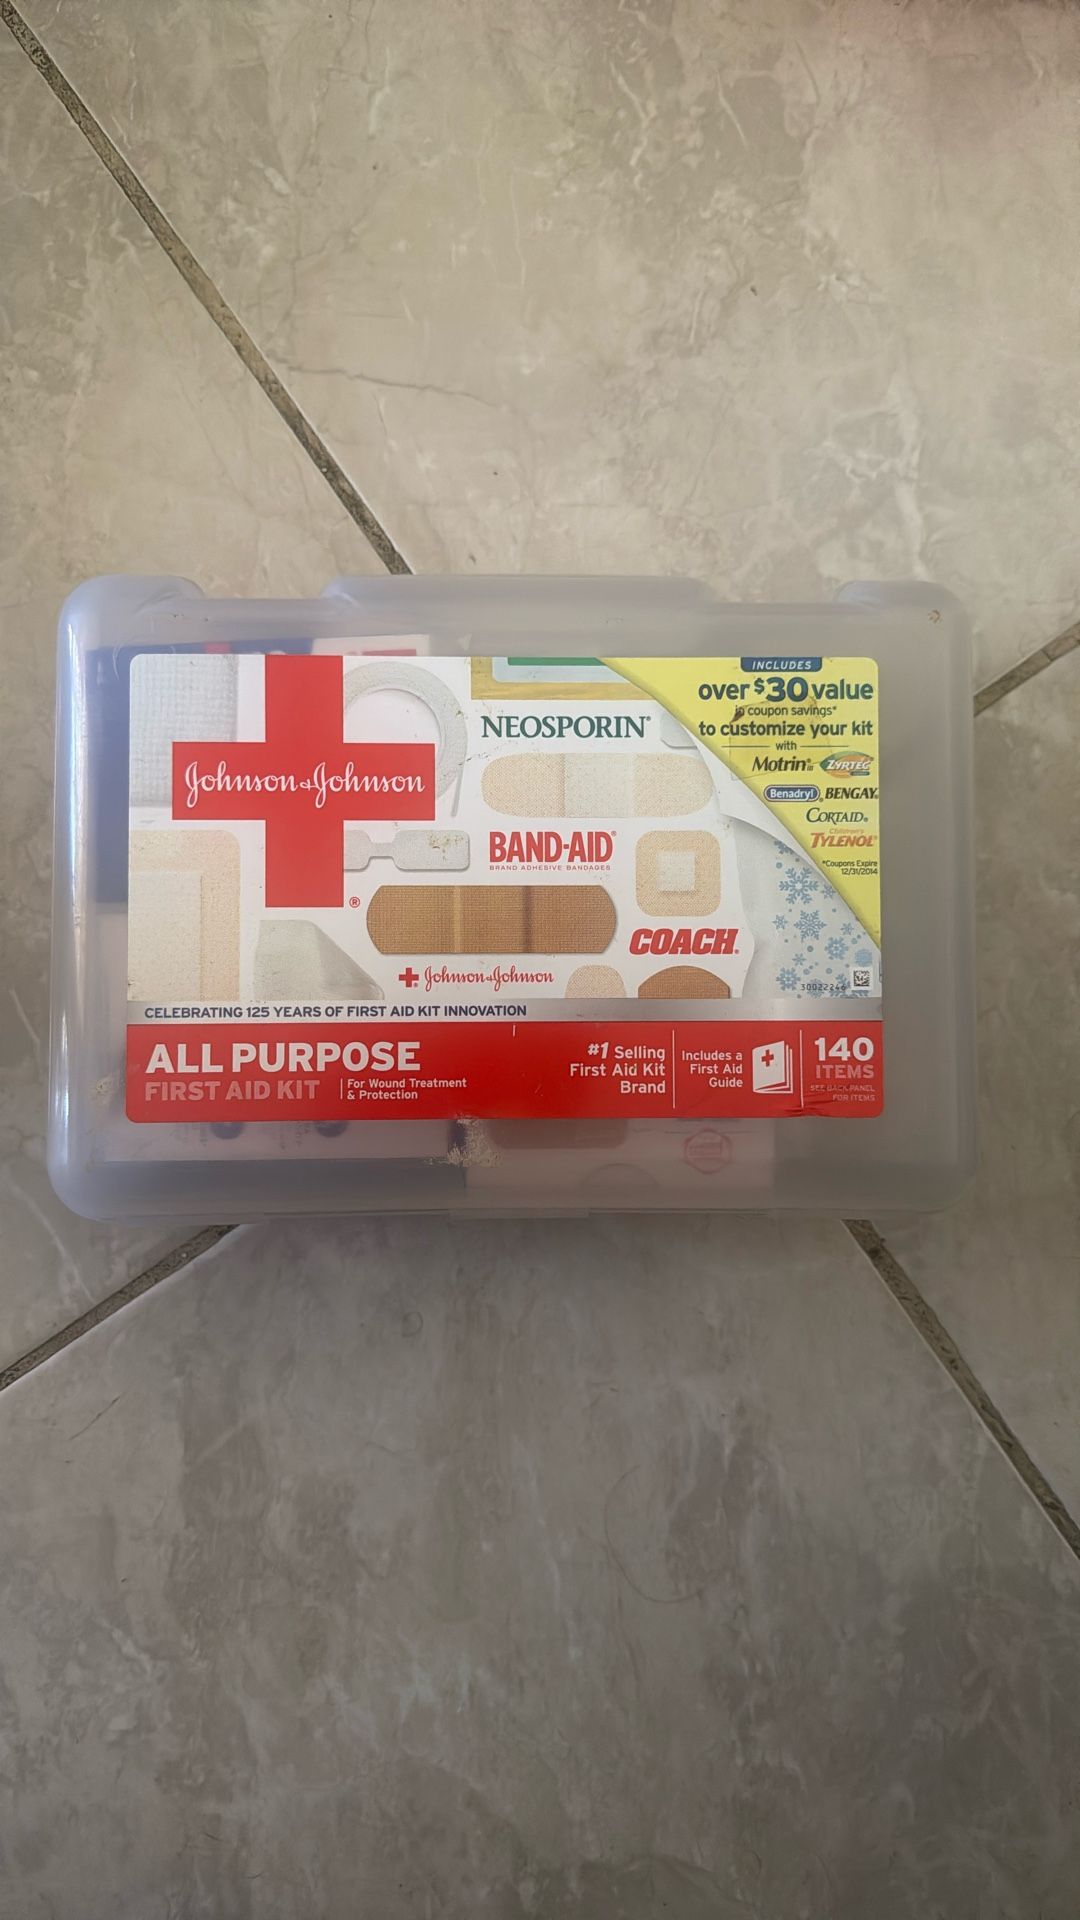 Johnson & Johnson
®
NEOSPORIN®
BAND-AID®
BRAND ADHESIVE BANDAGES
COACH®
Johnson & Johnson
INCLUDES
over $30 value
in coupon savings*
to customize your kit
with
Motrin IB ZYRTEC
Benadryl® BENGAY®
CORTAID®
Children's
TYLENOL®
*Coupons Expire
12/31/2014
30022246
CELEBRATING 125 YEARS OF FIRST AID KIT INNOVATION
ALL PURPOSE
FIRST AID KIT
For Wound Treatment
& Protection
#1 Selling
First Aid Kit
Brand
Includes a
First Aid
Guide
140
ITEMS
SEE BACK PANEL
FOR ITEMS